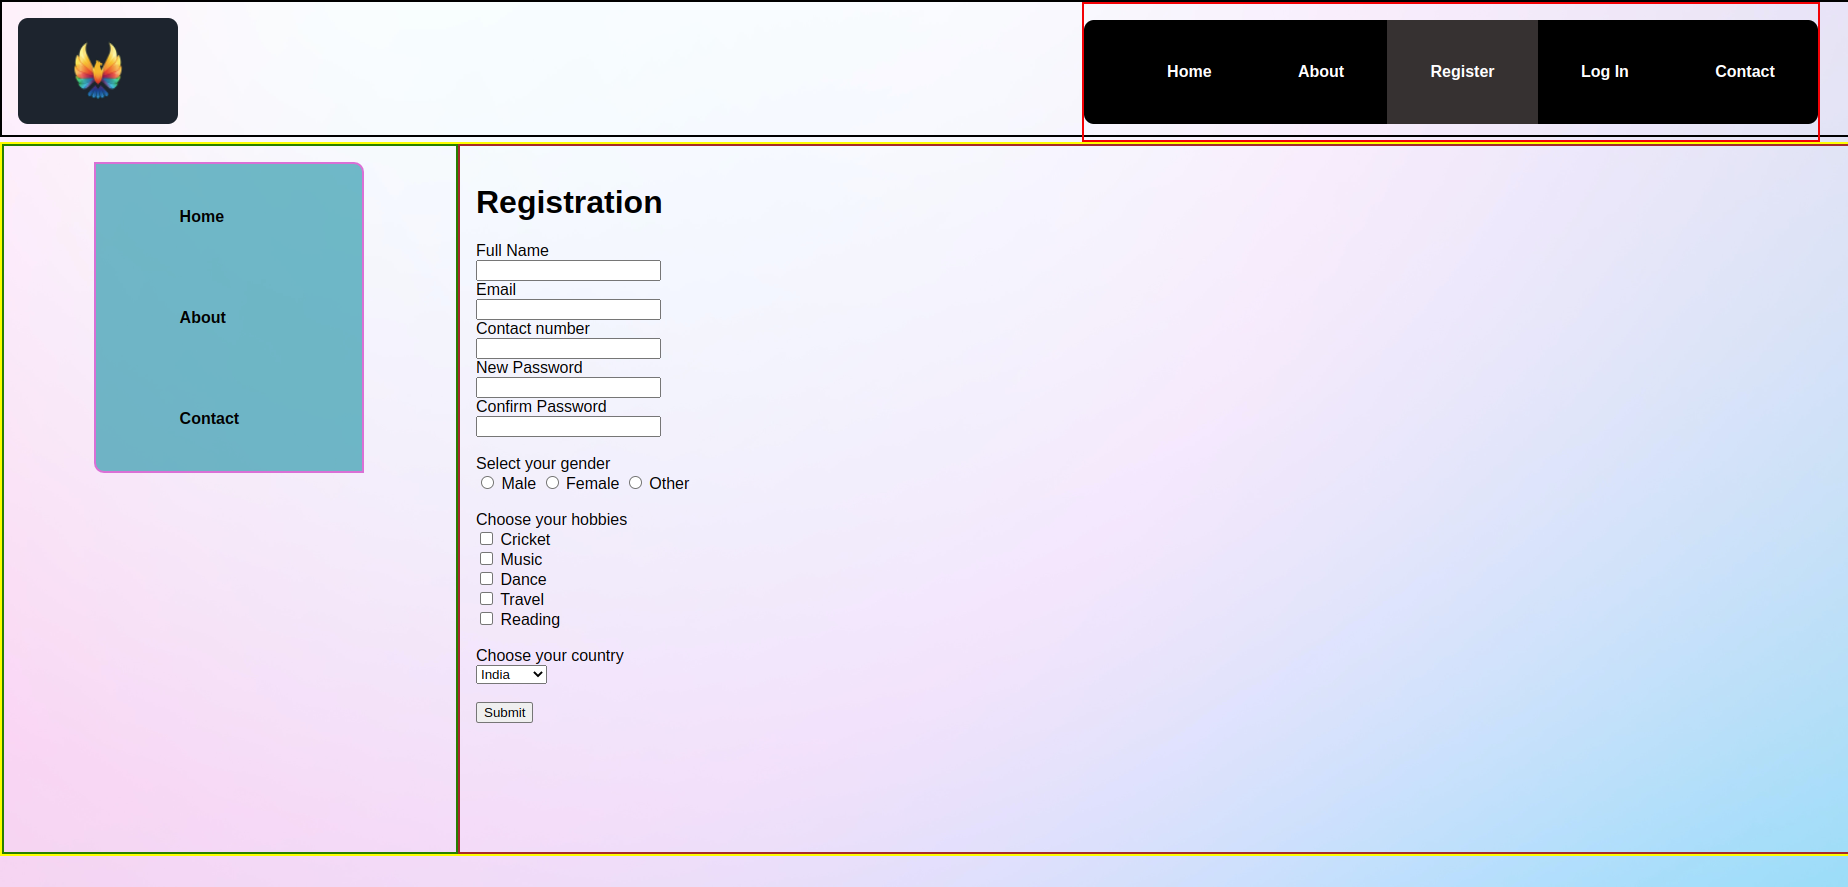 Home About Register Log In Contact
Home
About
Contact
Registration
Full Name
Email
Contact number
New Password
Confirm Password
Select your gender
Male Female Other
Choose your hobbies
Cricket
Music
Dance
Travel
Reading
Choose your country
India
Submit